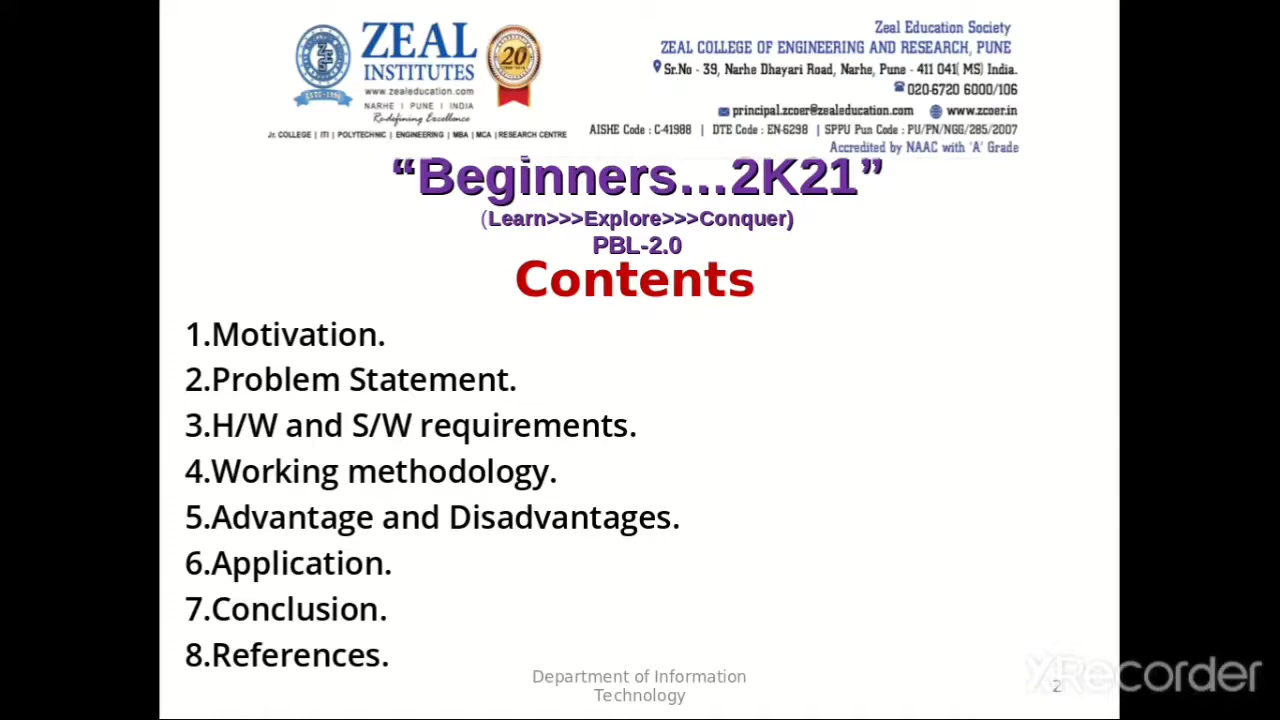 ZEAL
INSTITUTES
www.zealeducation.com
NARHE | PUNE | INDIA
Redefining Excellence
ESTD-1996
20
Jr. COLLEGE | ITI | POLYTECHNIC | ENGINEERING | MBA | MCA | RESEARCH CENTRE
Zeal Education Society
ZEAL COLLEGE OF ENGINEERING AND RESEARCH, PUNE
Sr.No - 39, Narhe Dhayari Road, Narhe, Pune - 411 041( MS) India.
020-6720 6000/106
principal.zcoer@zealeducation.com www.zcoer.in
AISHE Code : C-41988 | DTE Code : EN-6298 | SPPU Pun Code : PU/PN/NGG/285/2007
Accredited by NAAC with ‘A’ Grade
“Beginners…2K21”
(Learn>>>Explore>>>Conquer)
PBL-2.0
Contents
1.Motivation.
2.Problem Statement.
3.H/W and S/W requirements.
4.Working methodology.
5.Advantage and Disadvantages.
6.Application.
7.Conclusion.
8.References.
Department of Information
Technology
2
XRecorder